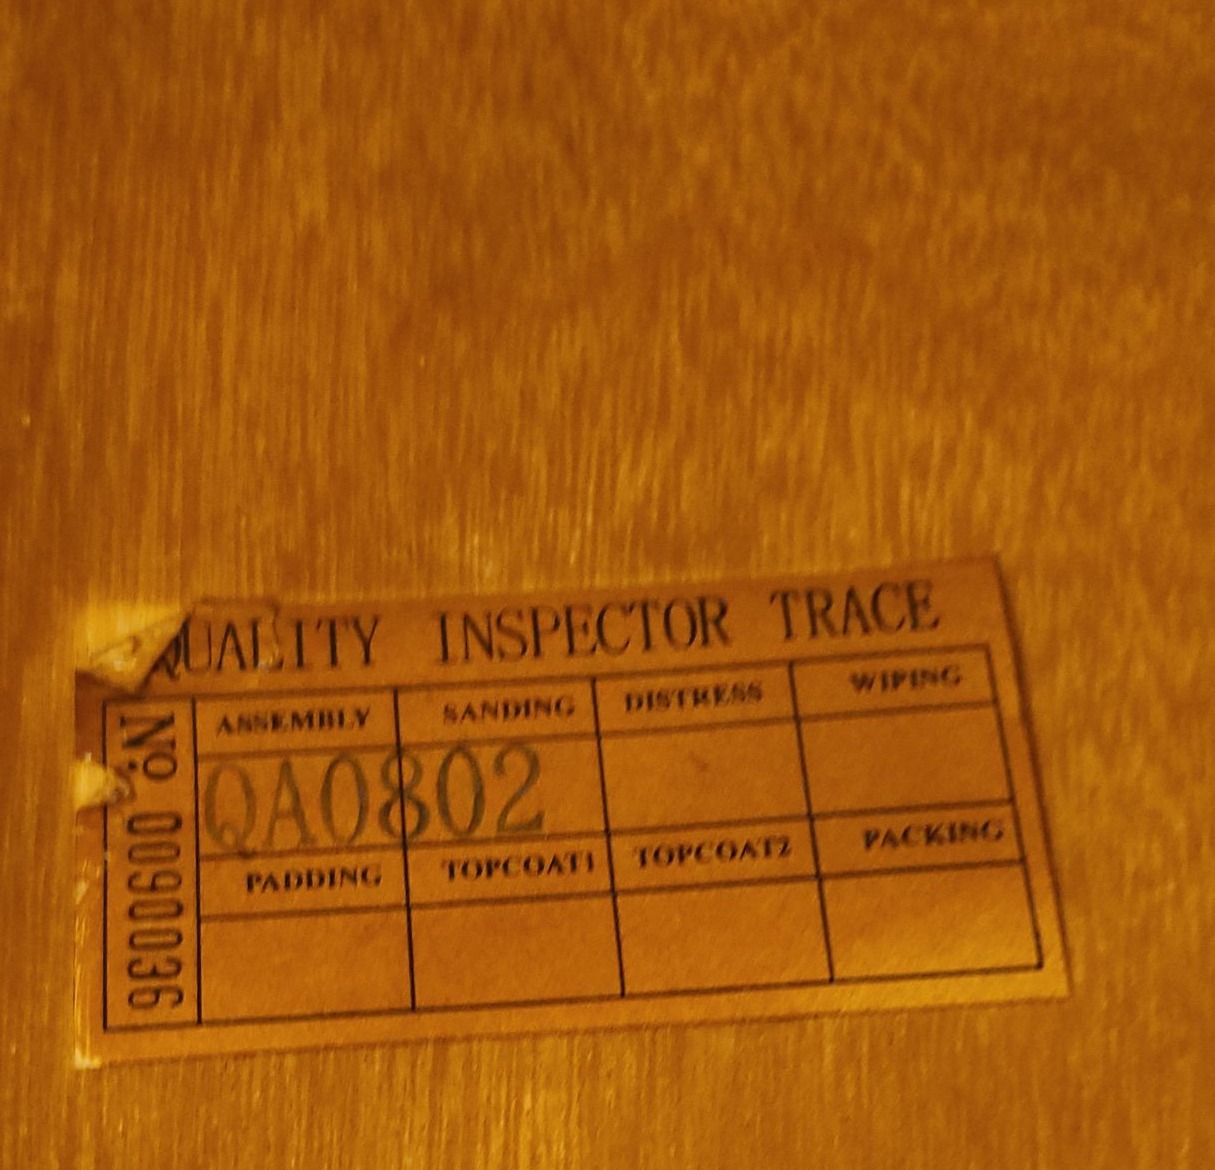 QUALITY INSPECTOR TRACE
Nº 0090036
ASSEMBLY SANDING DISTRESS WIPING
QA0802
PADDING TOPCOAT1 TOPCOAT2 PACKING